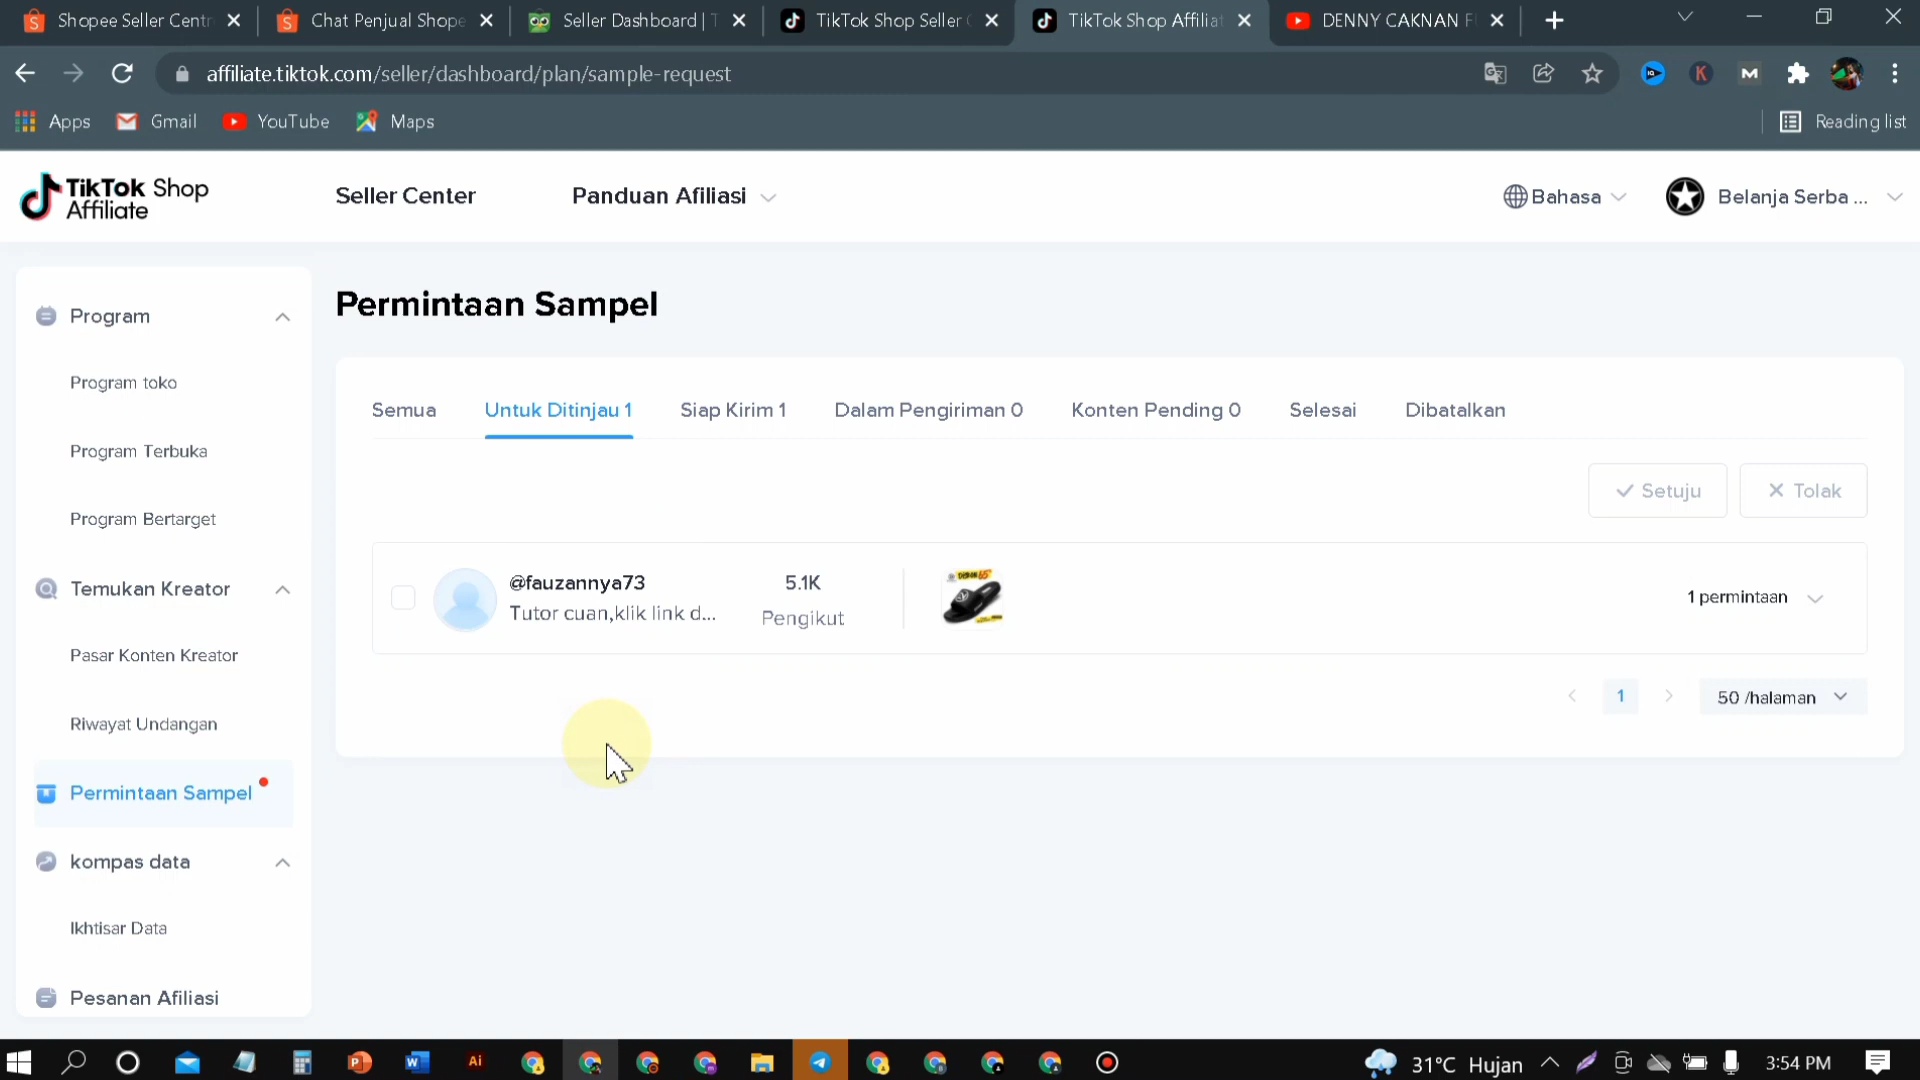 Shopee Seller Centr
Chat Penjual Shope
Seller Dashboard | T
TikTok Shop Seller C
TikTok Shop Affiliat
DENNY CAKNAN F
affiliate.tiktok.com/seller/dashboard/plan/sample-request
Apps
Gmail
YouTube
Maps
Reading list
TikTok Shop
Affiliate
Seller Center
Panduan Afiliasi
Bahasa
Belanja Serba ...
Program
Program toko
Program Terbuka
Program Bertarget
Temukan Kreator
Pasar Konten Kreator
Riwayat Undangan
Permintaan Sampel
kompas data
Ikhtisar Data
Pesanan Afiliasi
Permintaan Sampel
Semua
Untuk Ditinjau 1
Siap Kirim 1
Dalam Pengiriman 0
Konten Pending 0
Selesai
Dibatalkan
Setuju
Tolak
@fauzannya73
Tutor cuan,klik link d...
5.1K
Pengikut
1 permintaan
1
50 /halaman
31°C Hujan
3:54 PM